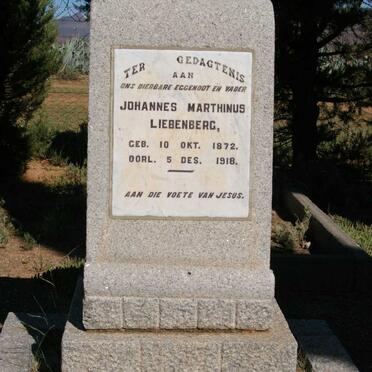 TER GEDAGTENIS
AAN
ONS DIERBARE EGGENOOT EN VADER
JOHANNES MARTHINUS
LIEBENBERG,
GEB. 10 OKT. 1872.
OORL. 5 DES. 1918.
AAN DIE VOETE VAN JESUS.